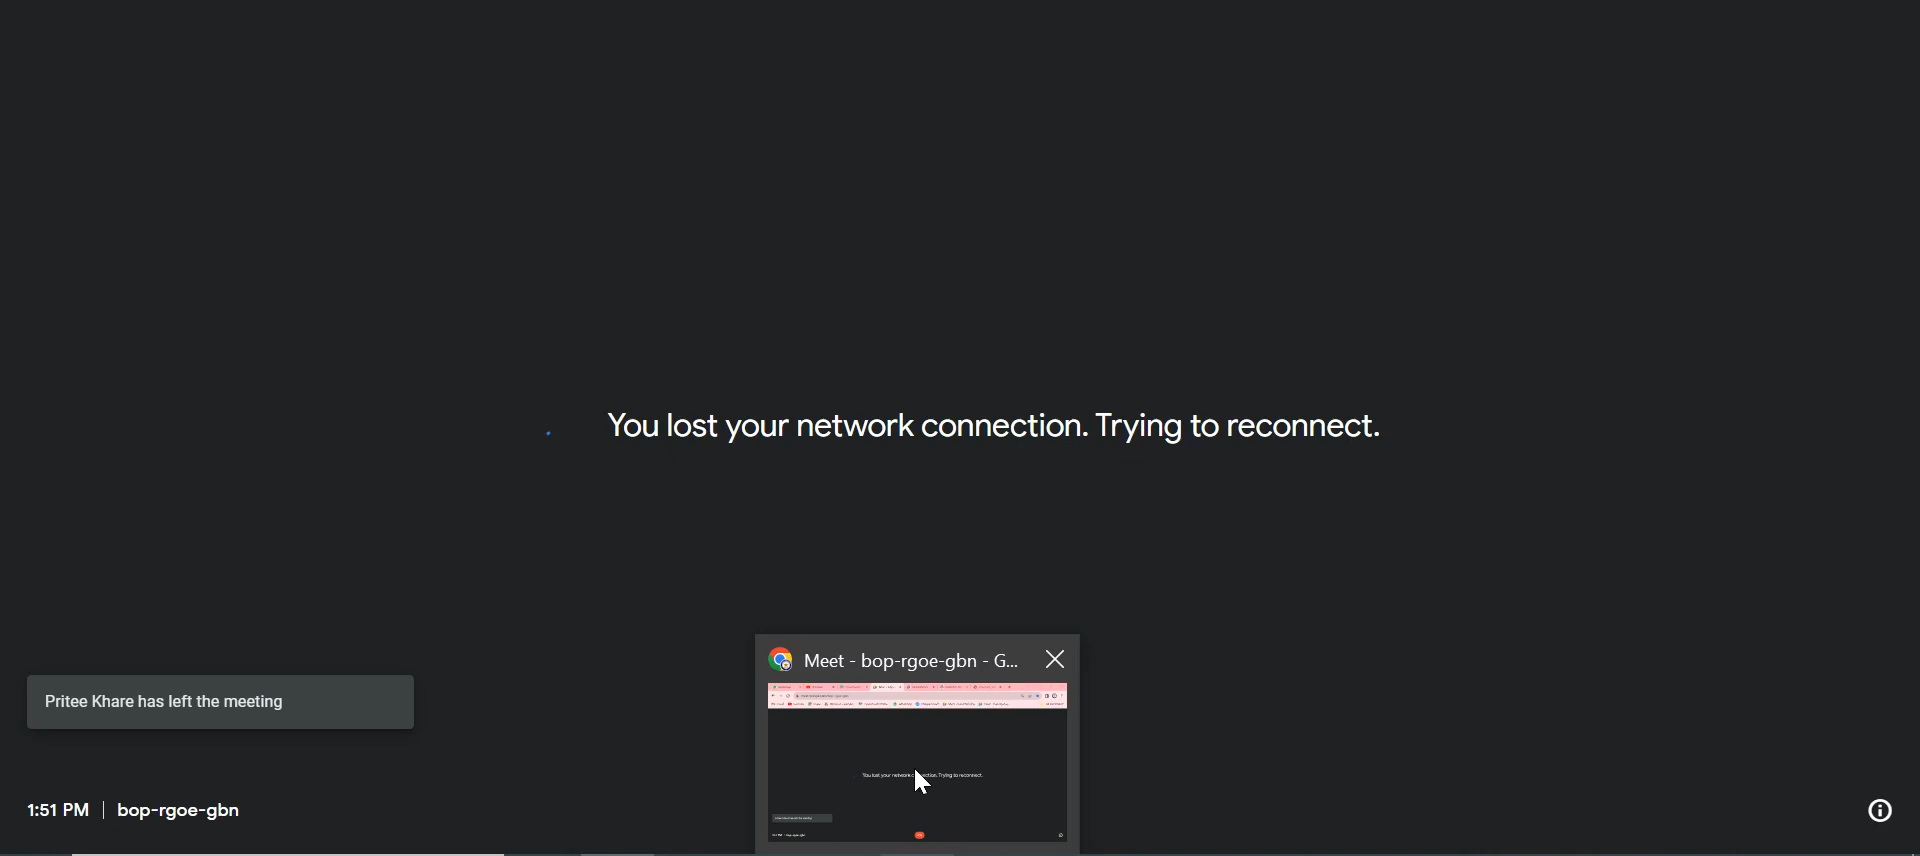 You lost your network connection. Trying to reconnect.
Meet - bop-rgoe-gbn - G...
Pritee Khare has left the meeting
1:51 PM | bop-rgoe-gbn